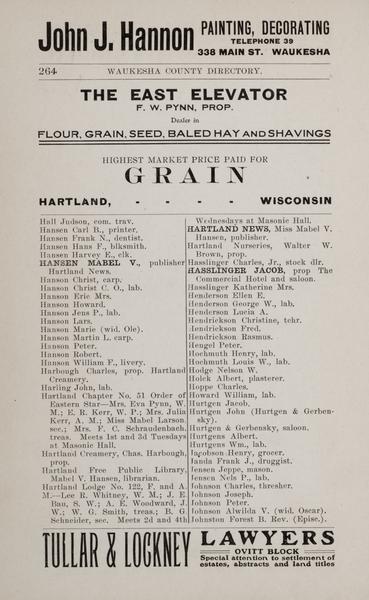 John J. Hannon
PAINTING, DECORATING
TELEPHONE 39
338 MAIN ST. WAUKESHA
264
WAUKESHA COUNTY DIRECTORY.
THE EAST ELEVATOR
F. W. PYNN, PROP.
Dealer in
FLOUR, GRAIN, SEED, BALED HAY AND SHAVINGS
HIGHEST MARKET PRICE PAID FOR
GRAIN
HARTLAND, - - - - WISCONSIN
Hall Judson, com. trav.
Hansen Carl B., printer.
Hansen Frank N., dentist.
Hansen Hans F., blksmith.
Hansen Harvey E., clk.
HANSEN MABEL V., publisher
Hartland News.
Hanson Christ, carp.
Hanson Christ C. O., lab.
Hanson Eric Mrs.
Hanson Howard.
Hanson Jens P., lab.
Hanson Lars.
Hanson Marie (wid. Ole).
Hanson Martin L. carp.
Hanson Peter.
Hanson Robert.
Hanson William F., livery.
Harbough Charles, prop. Hartland
Creamery.
Harling John, lab.
Hartland Chapter No. 51 Order of
Eastern Star—Mrs. Eva Pynn, W.
M.; E. R. Kerr, W. P.; Mrs. Julia
Kerr, A. M.; Miss Mabel Larson
sec.; Mrs. F. C. Schraudenbach,
treas. Meets 1st and 3d Tuesdays
at Masonic Hall.
Hartland Creamery, Chas. Harbough,
prop.
Hartland Free Public Library,
Mabel V. Hansen, librarian.
Hartland Lodge No. 122, F. and A.
M.—Lee R. Whitney, W. M.; J. E.
Bau, S. W.; A. E. Woodward, J.
W.; W. G. Smith, treas.; B. G
Schneider, sec. Meets 2d and 4th
Wednesdays at Masonic Hall.
HARTLAND NEWS, Miss Mabel V.
Hansen, publisher.
Hartland Nurseries, Walter W.
Brown, prop.
Hasslinger Charles, Jr., stock dlr.
HASSLINGER JACOB, prop The
Commercial Hotel and saloon.
Hasslinger Katherine Mrs.
Henderson Ellen E.
Henderson George W., lab.
Henderson Lucia A.
Hendrickson Christine, tchr.
Hendrickson Fred.
Hendrickson Rasmus.
Hengel Peter.
Hochmuth Henry, lab.
Hochmuth Louis W., lab.
Hodge Nelson W.
Holck Albert, plasterer.
Hoppe Charles.
Howard William, lab.
Hurtgen Jacob.
Hurtgen John (Hurtgen & Gerben-
sky).
Hurtgen & Gerbensky, saloon.
Hurtgens Albert.
Hurtgens Wm., lab.
Jacobson Henry, grocer.
Janda Frank J., druggist.
Jensen Jeppe, mason.
Jensen Nels P., lab.
Johnson Charles, thresher.
Johnson Joseph.
Johnson Peter.
Johnson Alwilda V. (wid. Oscar).
Johnston Forest B. Rev. (Episc.).
TULLAR & LOCKNEY
LAWYERS
OVITT BLOCK
Special attention to settlement of
estates, abstracts and land titles